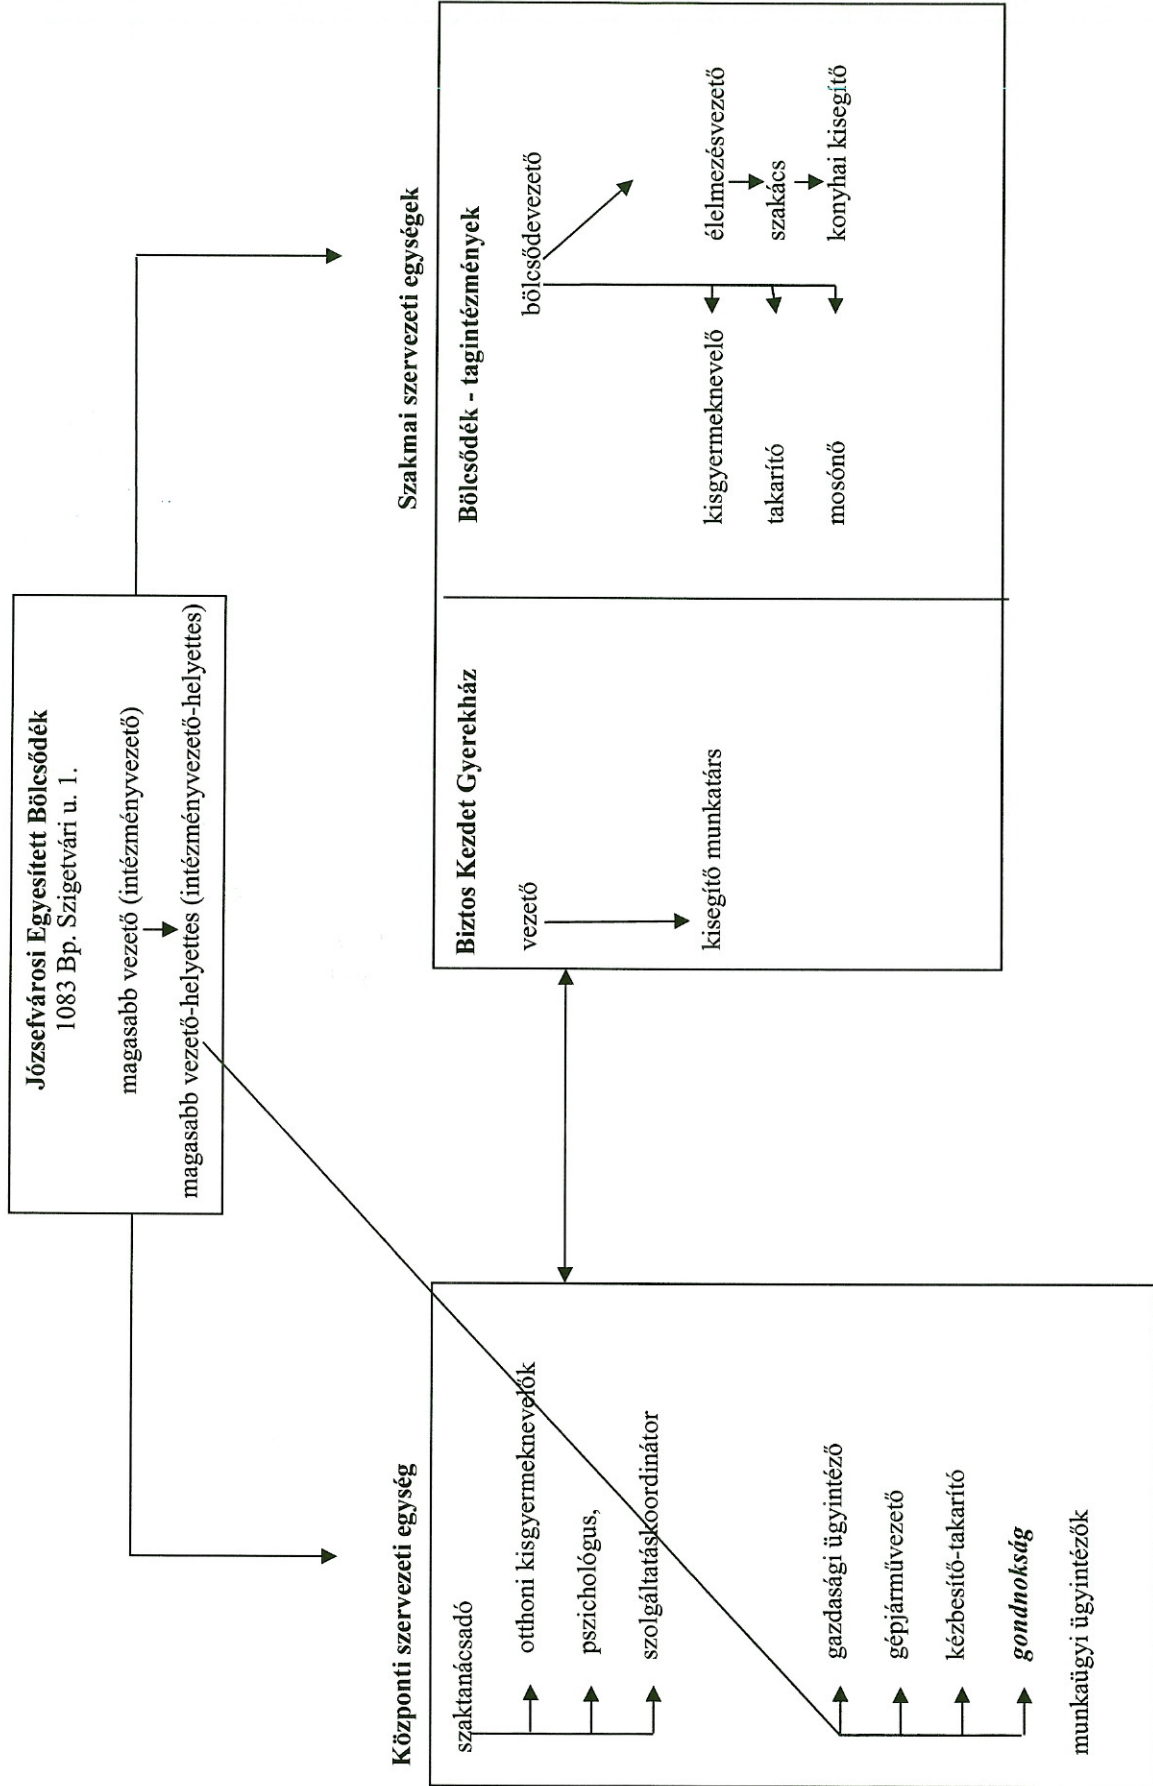 Józsefvárosi Egyesített Bölcsődék
1083 Bp. Szigetvári u. 1.
magasabb vezető (intézményvezető)
magasabb vezető-helyettes (intézményvezető-helyettes)
Központi szervezeti egység
szaktanácsadó
otthoni kisgyermeknevelők
pszichológus,
szolgáltatáskoordinátor
gazdasági ügyintéző
gépjárművezető
kézbesítő-takarító
gondnokság
munkaügyi ügyintézők
Szakmai szervezeti egységek
Biztos Kezdet Gyerekház
vezető
kisegítő munkatárs
Bölcsődék - tagintézmények
bölcsődevezető
kisgyermeknevelő
takarító
mosónő
élelmezésvezető
szakács
konyhai kisegítő